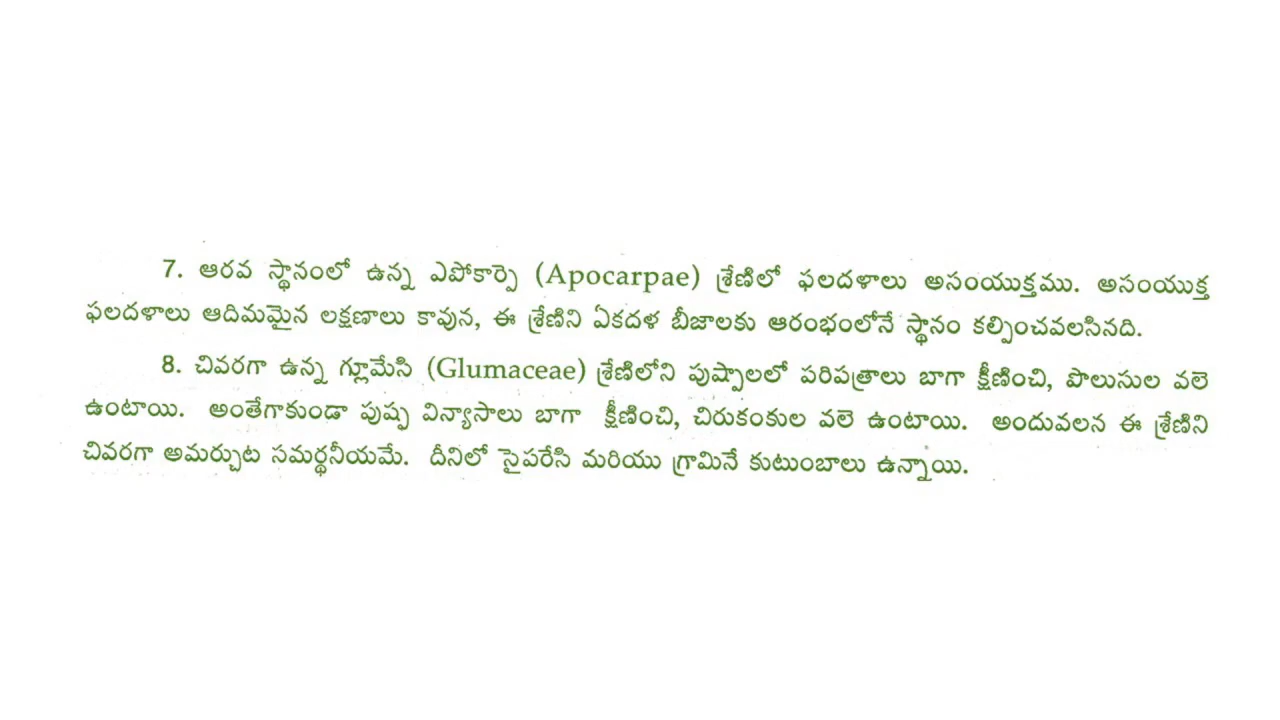 7. ఆరవ స్థానంలో ఉన్న ఎపోకార్పె (Apocarpae) శ్రేణిలో ఫలదళాలు అసంయుక్తము. అసంయుక్త
ఫలదళాలు ఆదిమమైన లక్షణాలు కావున, ఈ శ్రేణిని ఏకదళ బీజాలకు ఆరంభంలోనే స్థానం కల్పించవలసినది.
8. చివరగా ఉన్న గ్లూమేసి (Glumaceae) శ్రేణిలోని పుష్పాలలో పరిపత్రాలు బాగా క్షీణించి, పొలుసుల వలె
ఉంటాయి. అంతేగాకుండా పుష్ప విన్యాసాలు బాగా క్షీణించి, చిరుకంకుల వలె ఉంటాయి. అందువలన ఈ శ్రేణిని
చివరగా అమర్చుట సమర్థనీయమే. దీనిలో సైపరేసి మరియు గ్రామినే కుటుంబాలు ఉన్నాయి.